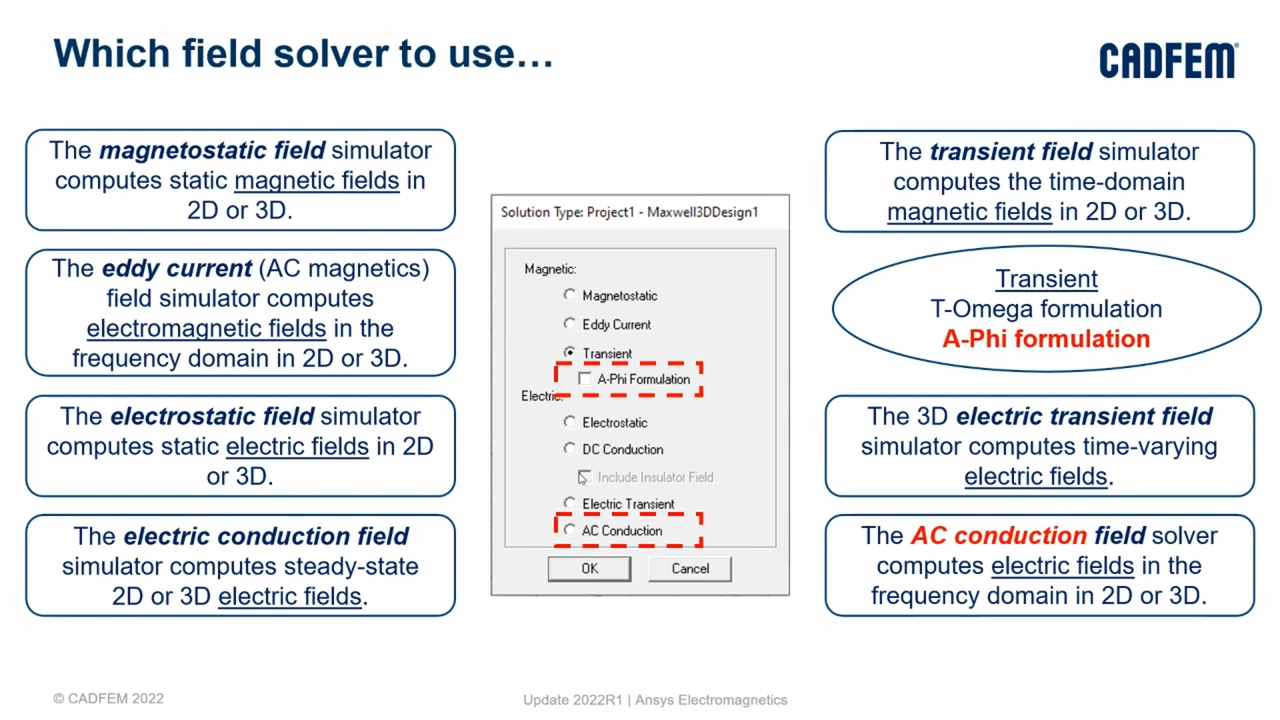 Which field solver to use…
CADFEM
The magnetostatic field simulator
computes static magnetic fields in
2D or 3D.
The eddy current (AC magnetics)
field simulator computes
electromagnetic fields in the
frequency domain in 2D or 3D.
The electrostatic field simulator
computes static electric fields in 2D
or 3D.
The electric conduction field
simulator computes steady-state
2D or 3D electric fields.
Solution Type: Project1 - Maxwell3DDesign1
Magnetic:
Magnetostatic
Eddy Current
Transient
A-Phi Formulation
Electric:
Electrostatic
DC Conduction
Include Insulator Field
Electric Transient
AC Conduction
OK
Cancel
The transient field simulator
computes the time-domain
magnetic fields in 2D or 3D.
Transient
T-Omega formulation
A-Phi formulation
The 3D electric transient field
simulator computes time-varying
electric fields.
The AC conduction field solver
computes electric fields in the
frequency domain in 2D or 3D.
© CADFEM 2022
Update 2022R1 | Ansys Electromagnetics